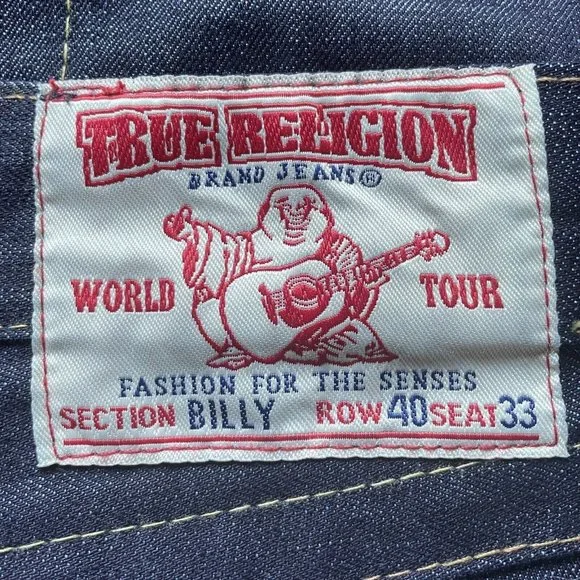 TRUE RELIGION
BRAND JEANS®
WORLD TOUR
FASHION FOR THE SENSES
SECTION BILLY ROW 40 SEAT 33